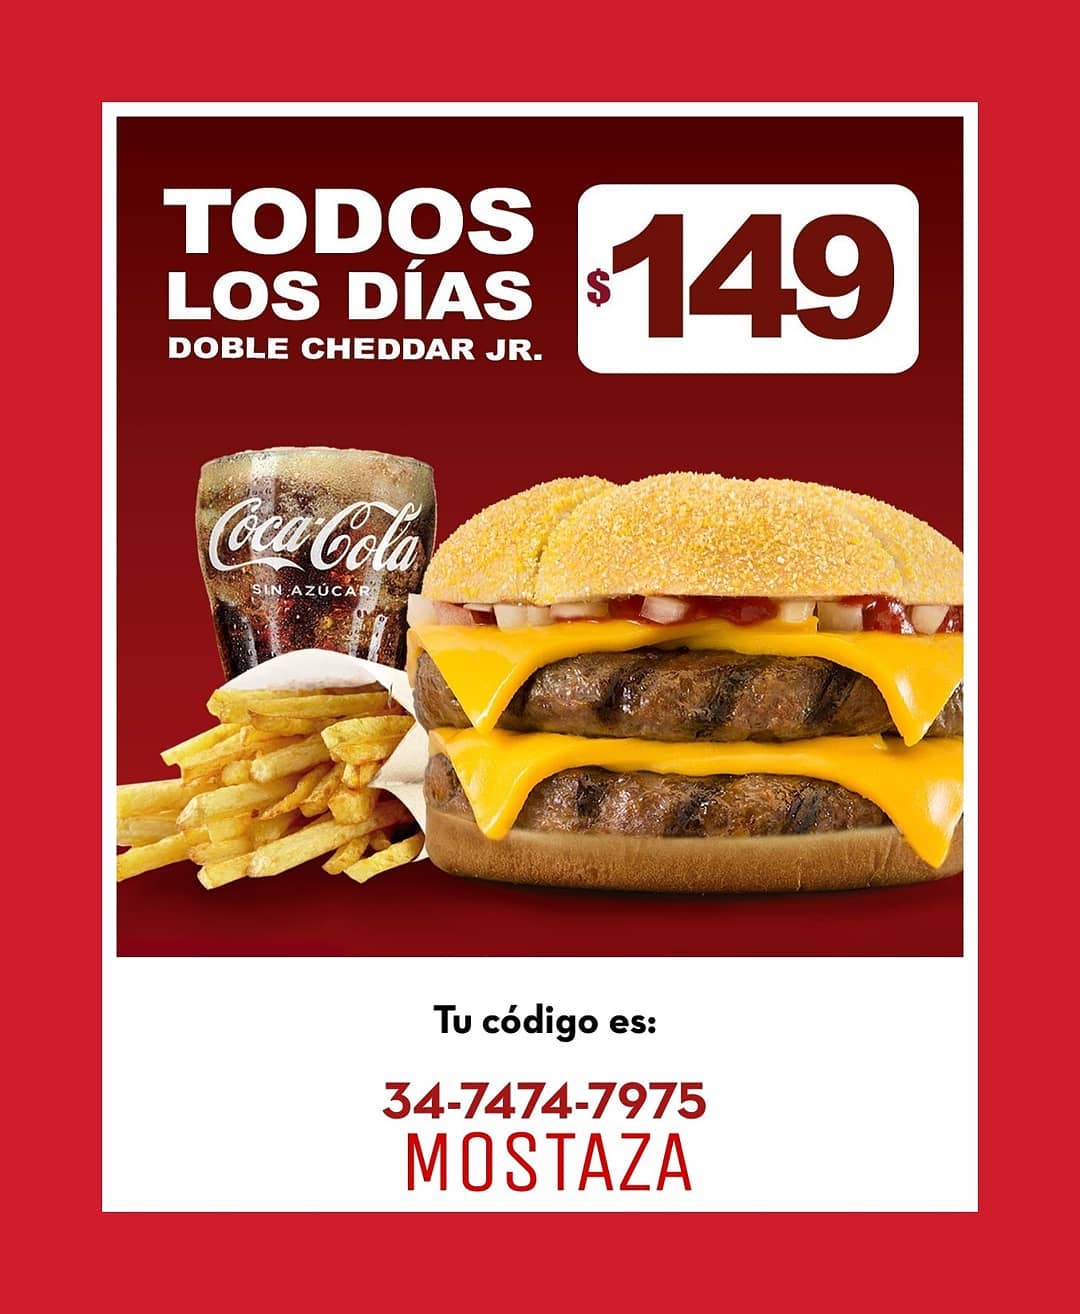 TODOS
LOS DÍAS
DOBLE CHEDDAR JR.
$149
Coca-Cola
SIN AZÚCAR
Tu código es:
34-7474-7975
MOSTAZA